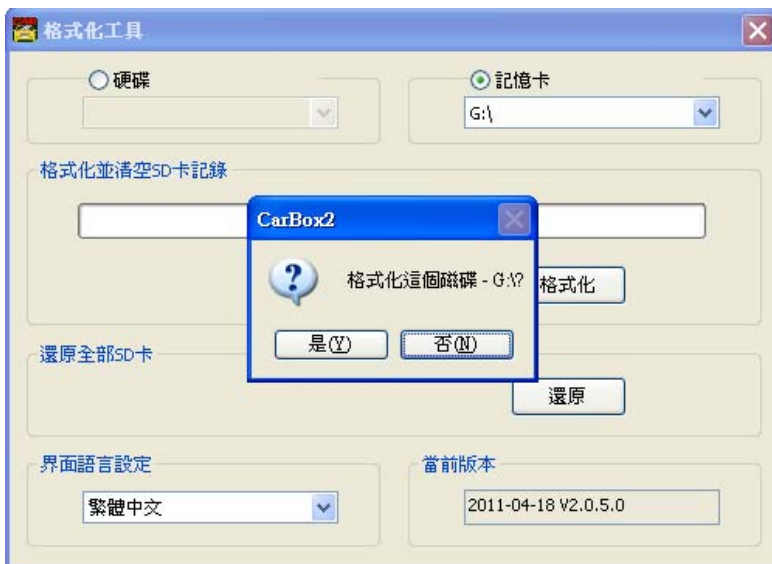 格式化工具
硬碟
記憶卡
G:\
格式化並清空SD卡記錄
CarBox2
格式化這個磁碟 - G:\?
是(Y)
否(N)
格式化
還原全部SD卡
還原
界面語言設定
當前版本
繁體中文
2011-04-18 V2.0.5.0